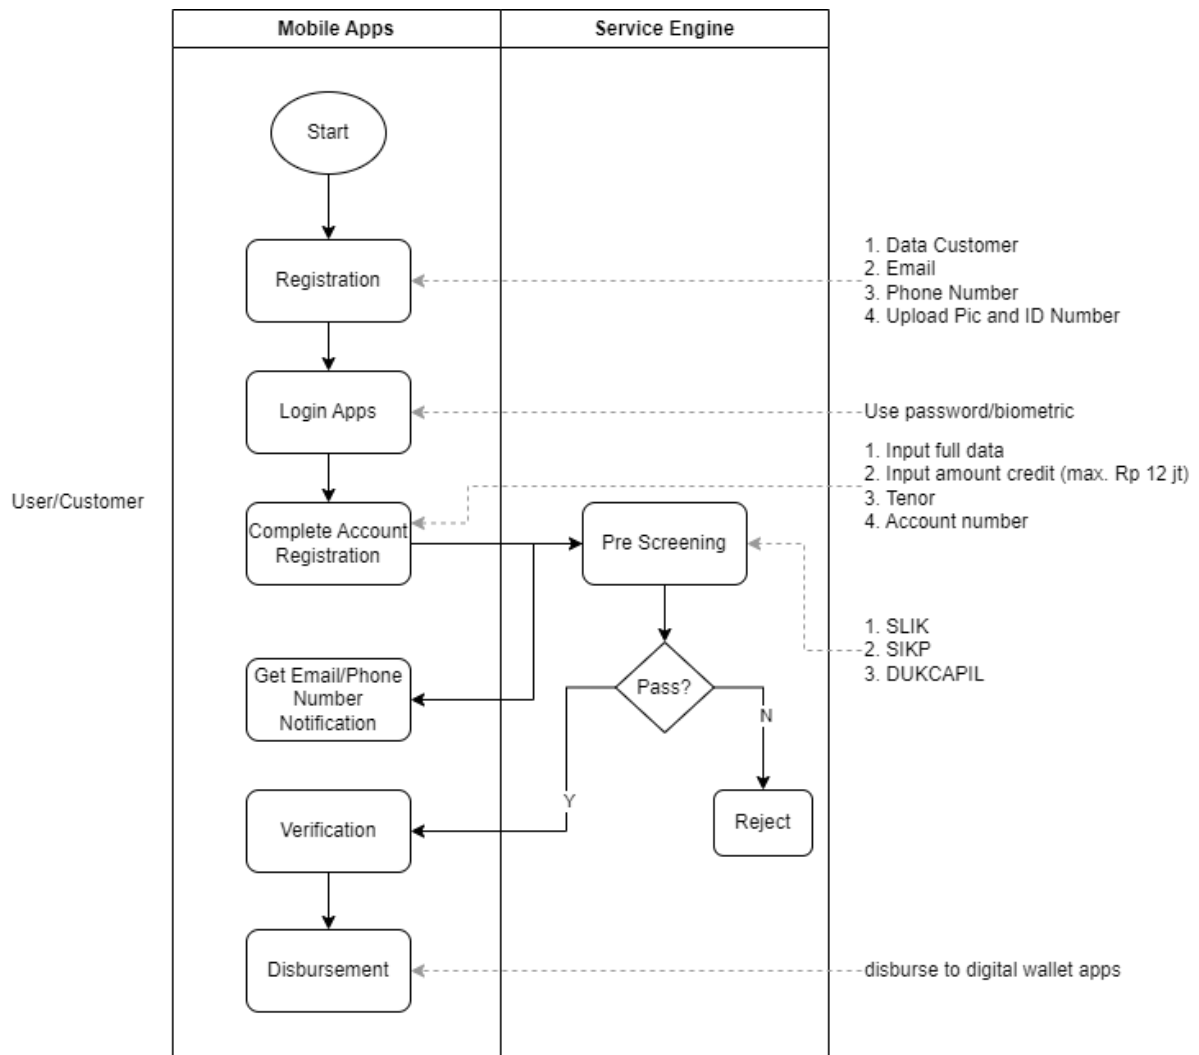 Mobile Apps
Service Engine
Start
Registration
1. Data Customer
2. Email
3. Phone Number
4. Upload Pic and ID Number
Login Apps
Use password/biometric
User/Customer
Complete Account
Registration
1. Input full data
2. Input amount credit (max. Rp 12 jt)
3. Tenor
4. Account number
Pre Screening
1. SLIK
2. SIKP
3. DUKCAPIL
Get Email/Phone
Number
Notification
Pass?
N
Y
Reject
Verification
Disbursement
disburse to digital wallet apps